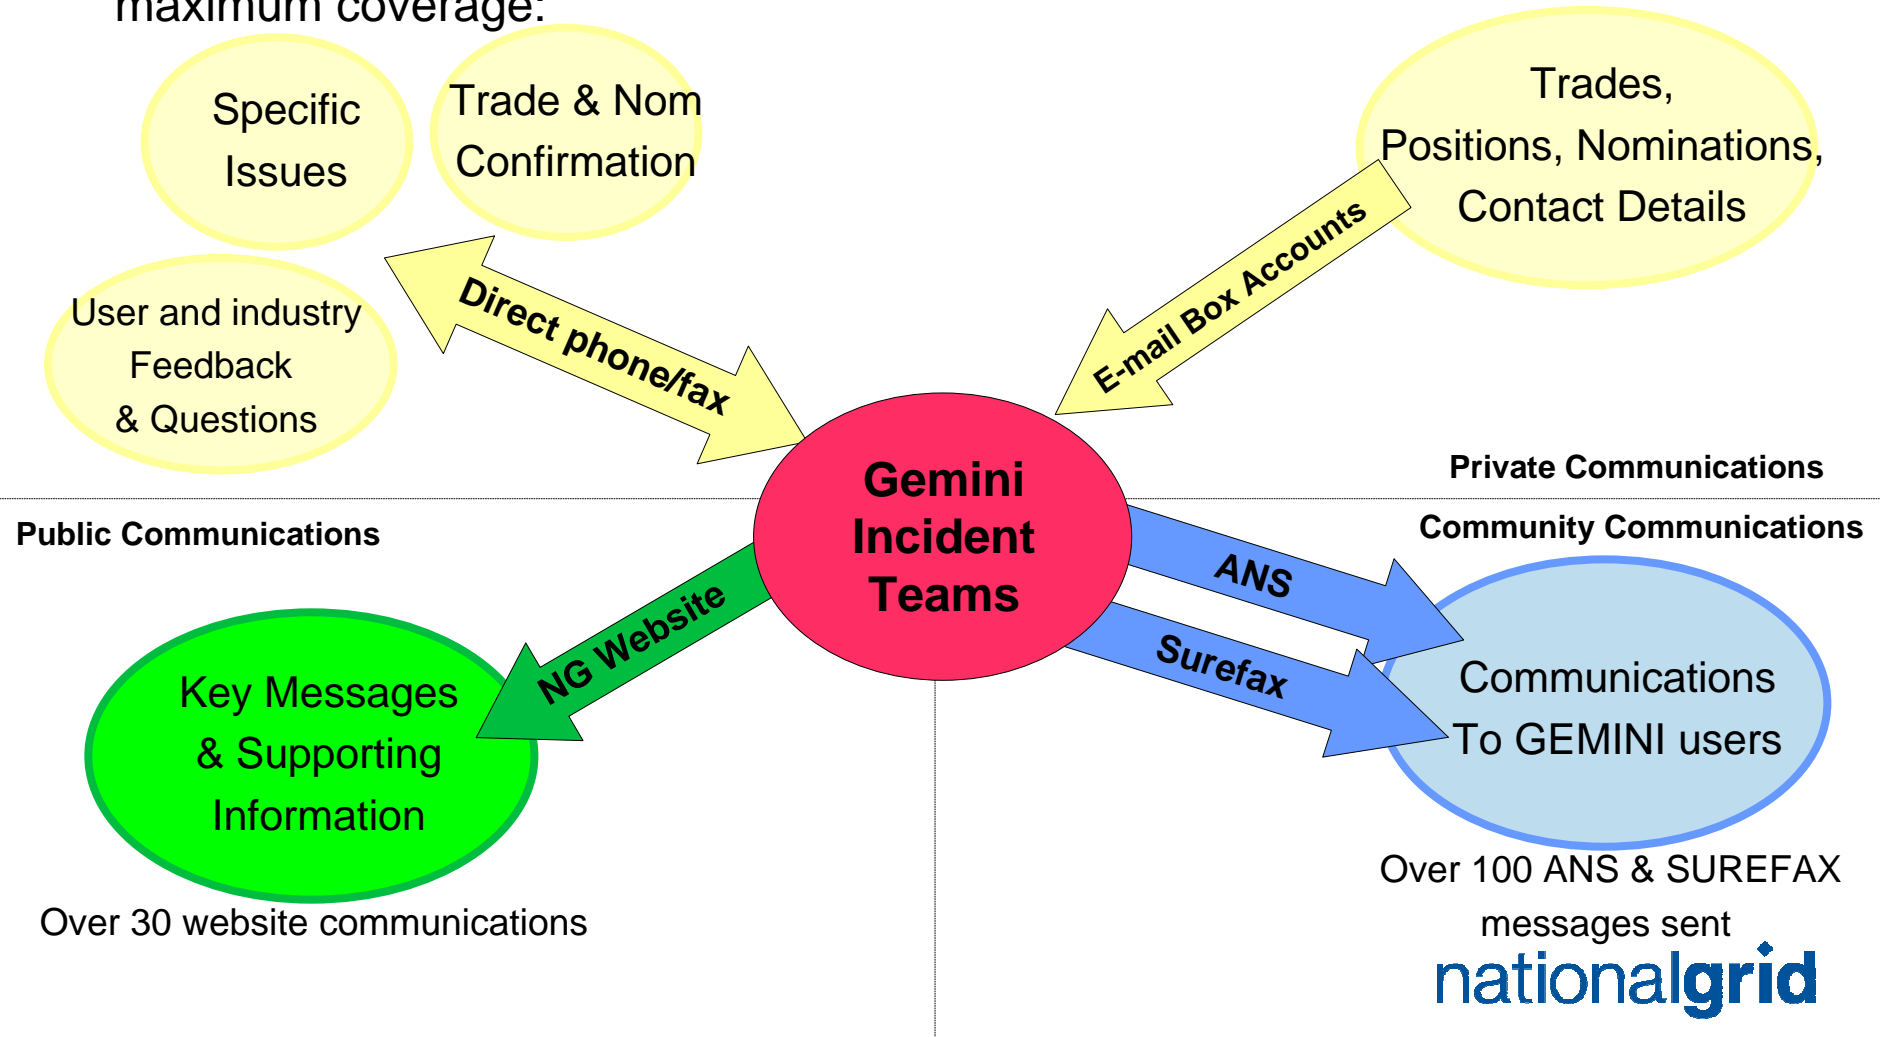 maximum coverage:
Specific
Issues
Trade & Nom
Confirmation
Trades,
Positions, Nominations,
Contact Details
User and industry
Feedback
& Questions
Direct phone/fax
E-mail Box Accounts
Gemini
Incident
Teams
Private Communications
Public Communications
Community Communications
NG Website
ANS
Surefax
Key Messages
& Supporting
Information
Communications
To GEMINI users
Over 30 website communications
Over 100 ANS & SUREFAX
messages sent
nationalgrid